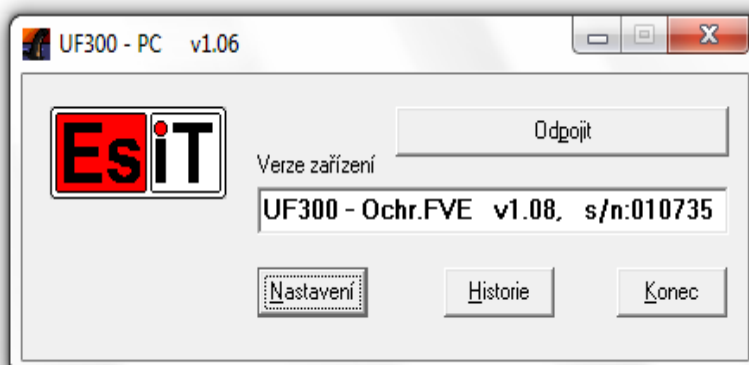 UF300 - PC v1.06
EsiT
Odpojit
Verze zařízení
UF300 - Ochr.FVE v1.08, s/n:010735
Nastavení
Historie
Konec